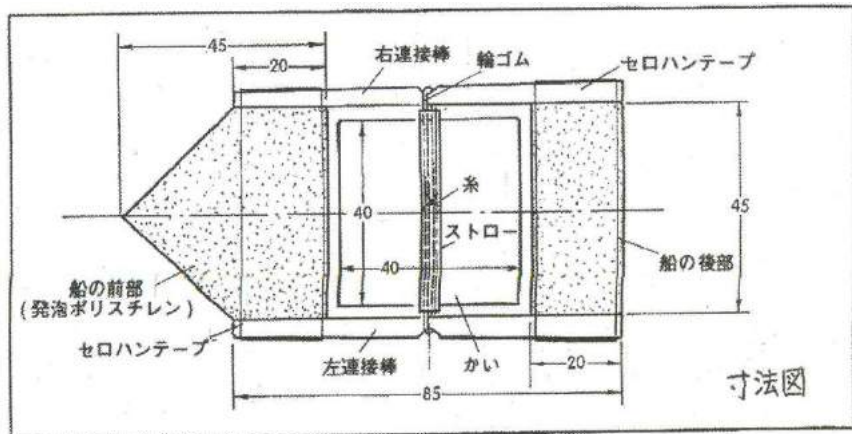 45
20
右連接棒
輪ゴム
セロハンテープ
40
糸
ストロー
40
45
船の前部
(発泡ポリスチレン)
船の後部
セロハンテープ
左連接棒
かい
20
85
寸法図